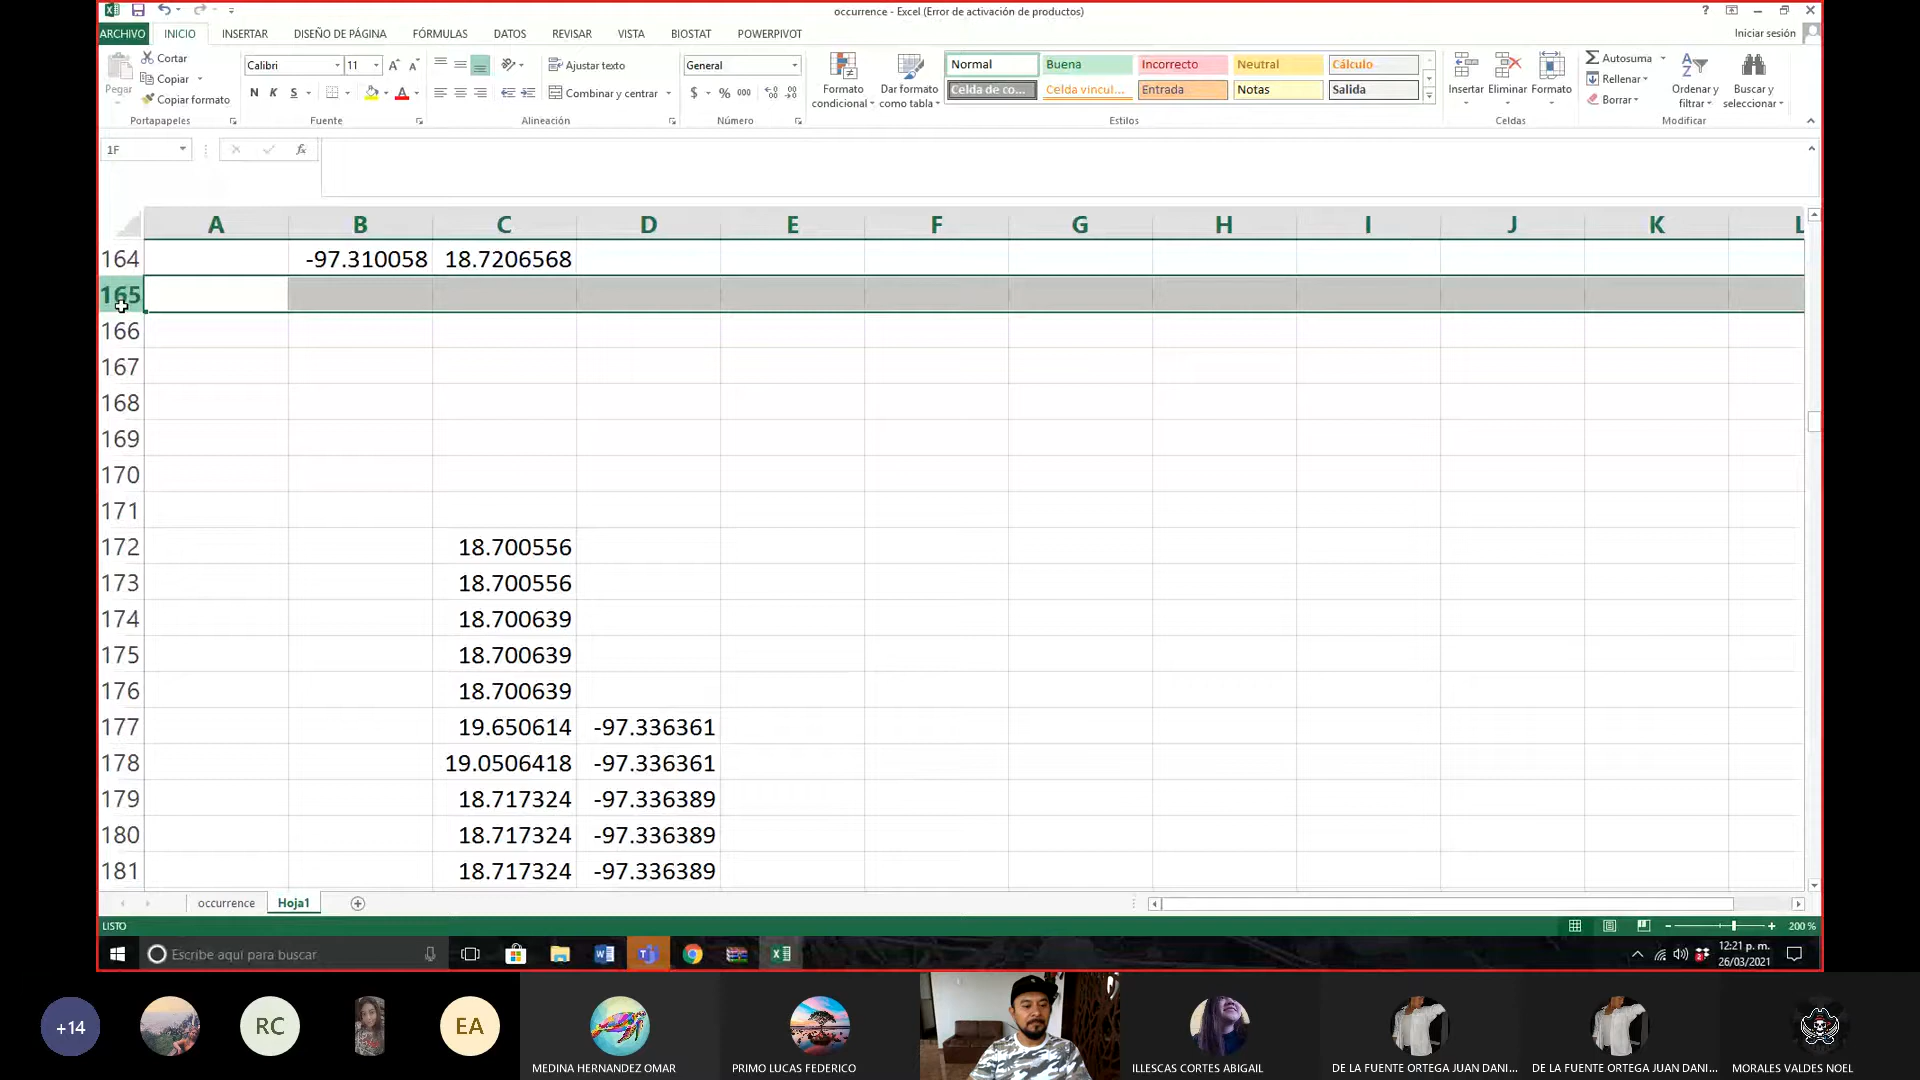 occurrence - Excel (Error de activación de productos)
ARCHIVO INICIO INSERTAR DISEÑO DE PÁGINA FÓRMULAS DATOS REVISAR VISTA BIOSTAT POWERPIVOT Iniciar sesión
Pegar
Cortar
Copiar
Copiar formato
Portapapeles
Calibri 11
N K S
Fuente
Ajustar texto
Combinar y centrar
Alineación
General
$ % 000
Número
Formato condicional
Dar formato como tabla
Normal Buena Incorrecto Neutral Cálculo
Celda de co... Celda vincul... Entrada Notas Salida
Estilos
Insertar Eliminar Formato
Celdas
Autosuma
Rellenar
Borrar
Ordenar y filtrar
Buscar y seleccionar
Modificar
1F fx
A B C D E F G H I J K L
164 -97.310058 18.7206568
165
166
167
168
169
170
171
172 18.700556
173 18.700556
174 18.700639
175 18.700639
176 18.700639
177 19.650614 -97.336361
178 19.0506418 -97.336361
179 18.717324 -97.336389
180 18.717324 -97.336389
181 18.717324 -97.336389
occurrence Hoja1
LISTO 200 %
Escribe aquí para buscar
12:21 p. m.
26/03/2021
+14 RC EA
MEDINA HERNANDEZ OMAR PRIMO LUCAS FEDERICO ILLESCAS CORTES ABIGAIL DE LA FUENTE ORTEGA JUAN DANI... DE LA FUENTE ORTEGA JUAN DANI... MORALES VALDES NOEL